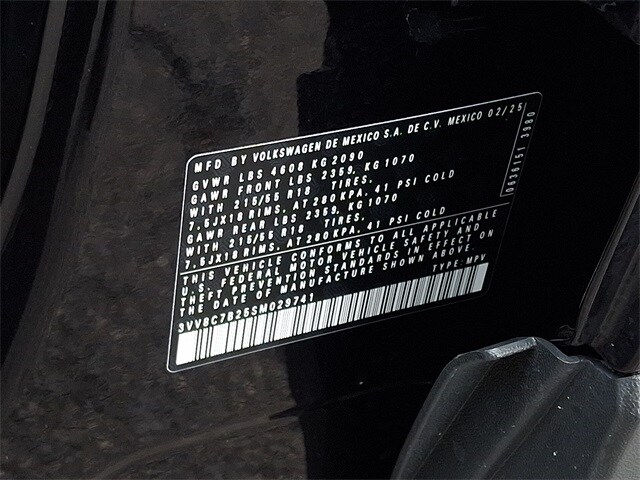 MFD BY VOLKSWAGEN DE MEXICO S.A. DE C.V. MEXICO 02/25
GVWR LBS 4608 KG 2090
GAWR FRONT LBS 2359, KG 1070
WITH 215/55 R18 TIRES.
7.5JX18 RIMS, AT 280KPA, 41 PSI COLD
GAWR REAR LBS 2359, KG 1070
WITH 215/55 R18 TIRES.
7.5JX18 RIMS, AT 280KPA, 41 PSI COLD
THIS VEHICLE CONFORMS TO ALL APPLICABLE
U.S. FEDERAL MOTOR VEHICLE SAFETY AND
THEFT PREVENTION STANDARDS IN EFFECT ON
THE DATE OF MANUFACTURE SHOWN ABOVE.
3VV8C7B25SM029741 TYPE: MPV
0636151 3980